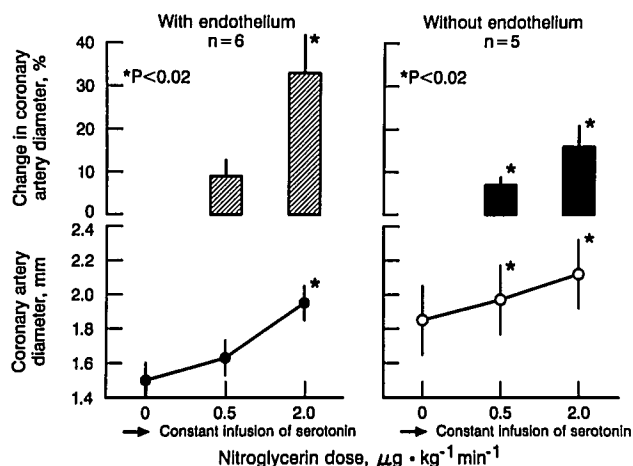 With endothelium
n=6
Without endothelium
n=5
Change in coronary
artery diameter, %
40
30
20
10
0
*P<0.02
*
*P<0.02
*
*
Coronary artery
diameter, mm
2.4
2.2
2.0
1.8
1.6
1.4
*
*
*
0 0.5 2.0
0 0.5 2.0
→ Constant infusion of serotonin
→ Constant infusion of serotonin
Nitroglycerin dose, μg • kg⁻¹ min⁻¹